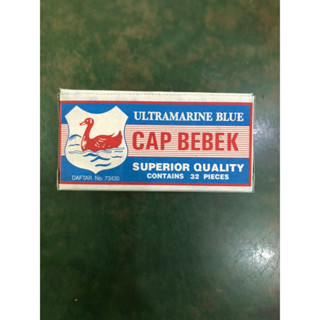 ULTRAMARINE BLUE
CAP BEBEK
SUPERIOR QUALITY
CONTAINS 32 PIECES
DAFTAR No. 73430